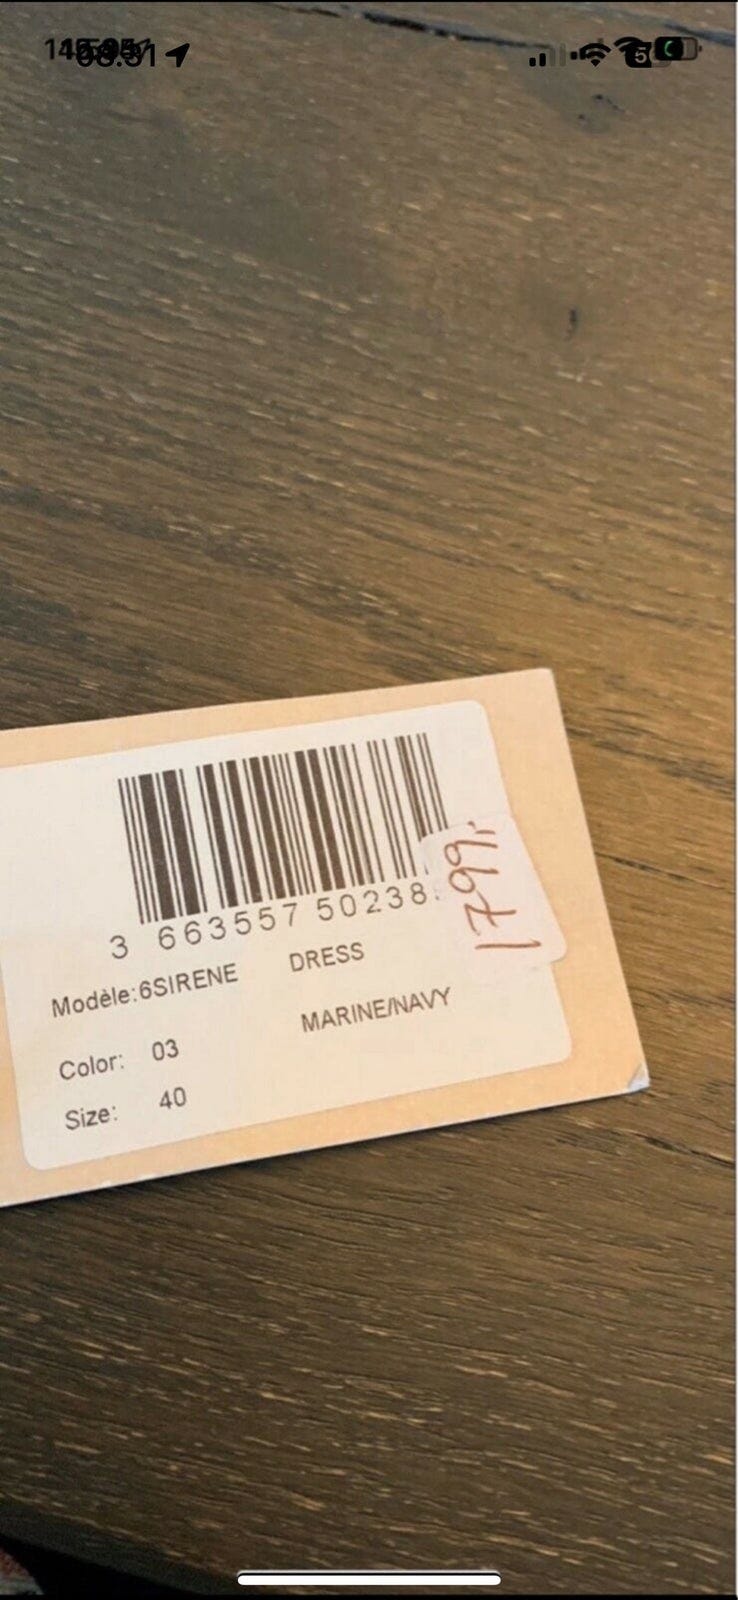 3 663557 50238
1799,-
Modèle:6SIRENE DRESS
MARINE/NAVY
Color: 03
Size: 40